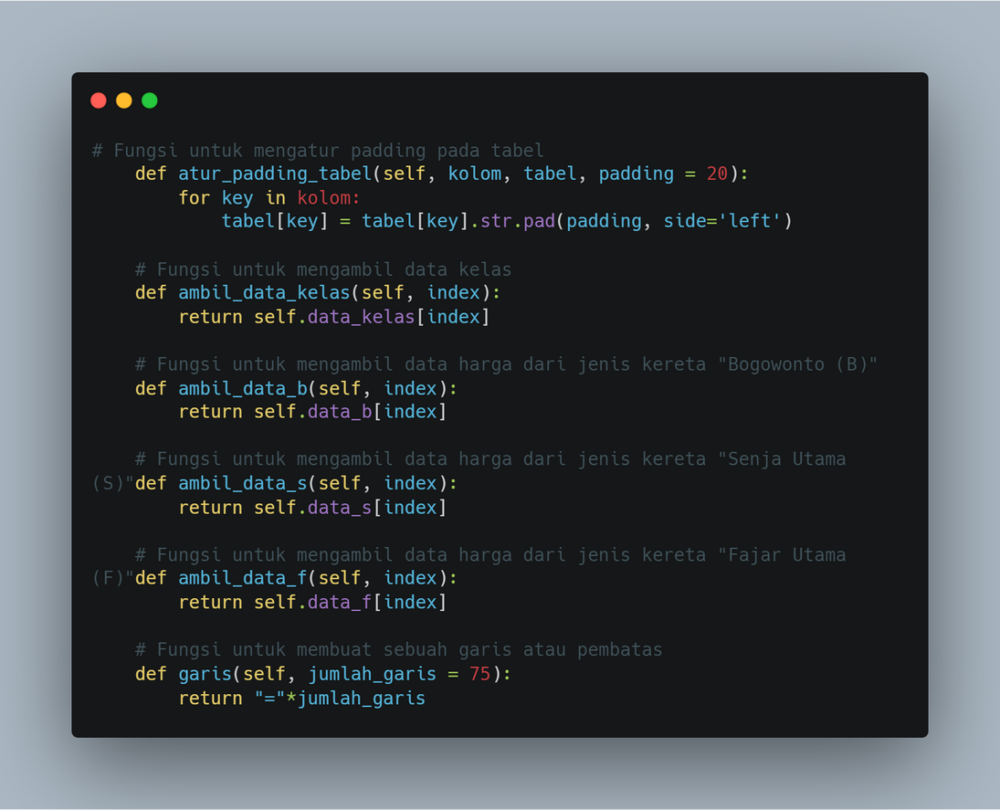 # Fungsi untuk mengatur padding pada tabel
    def atur_padding_tabel(self, kolom, tabel, padding = 20):
        for key in kolom:
            tabel[key] = tabel[key].str.pad(padding, side='left')

    # Fungsi untuk mengambil data kelas
    def ambil_data_kelas(self, index):
        return self.data_kelas[index]

    # Fungsi untuk mengambil data harga dari jenis kereta "Bogowonto (B)"
    def ambil_data_b(self, index):
        return self.data_b[index]

    # Fungsi untuk mengambil data harga dari jenis kereta "Senja Utama
(S)"def ambil_data_s(self, index):
        return self.data_s[index]

    # Fungsi untuk mengambil data harga dari jenis kereta "Fajar Utama
(F)"def ambil_data_f(self, index):
        return self.data_f[index]

    # Fungsi untuk membuat sebuah garis atau pembatas
    def garis(self, jumlah_garis = 75):
        return "="*jumlah_garis